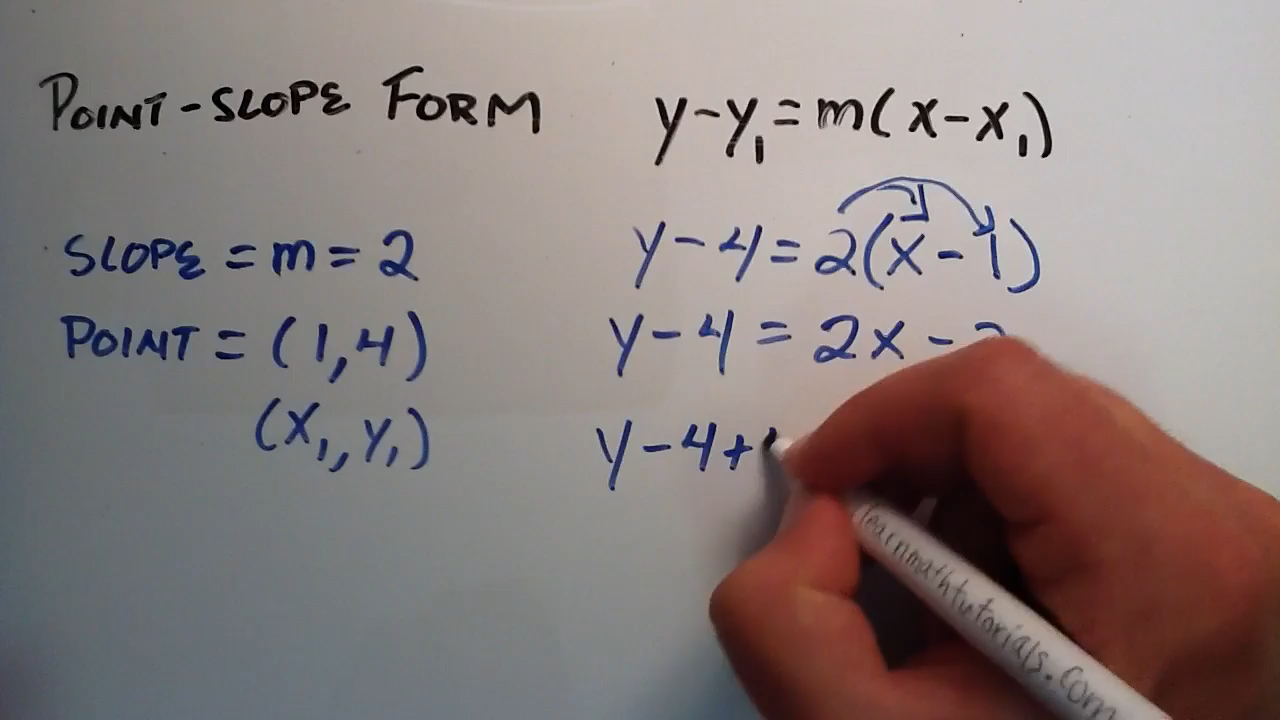 POINT-SLOPE FORM
y-y₁=m(x-x₁)
SLOPE = m = 2
y-4=2(x-1)
POINT = (1,4)
y-4 = 2x-
(x₁,y₁)
y-4+
learnmathtutorials.com